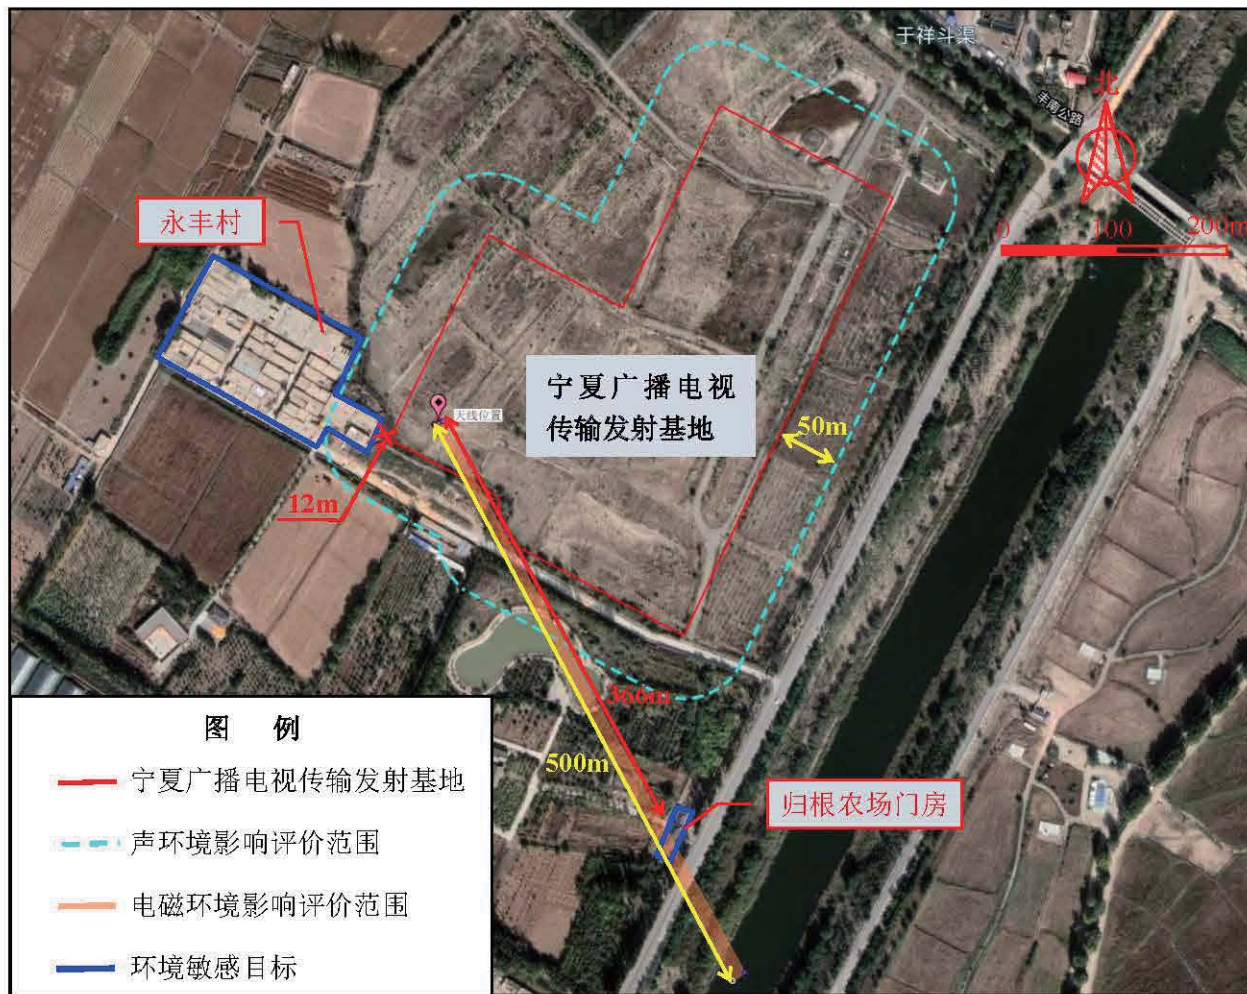 于祥斗渠
丰南公路
北
0 100 200m
永丰村
天线位置
宁夏广播电视
传输发射基地
50m
12m
366m
500m
归根农场门房
图 例
宁夏广播电视传输发射基地
声环境影响评价范围
电磁环境影响评价范围
环境敏感目标